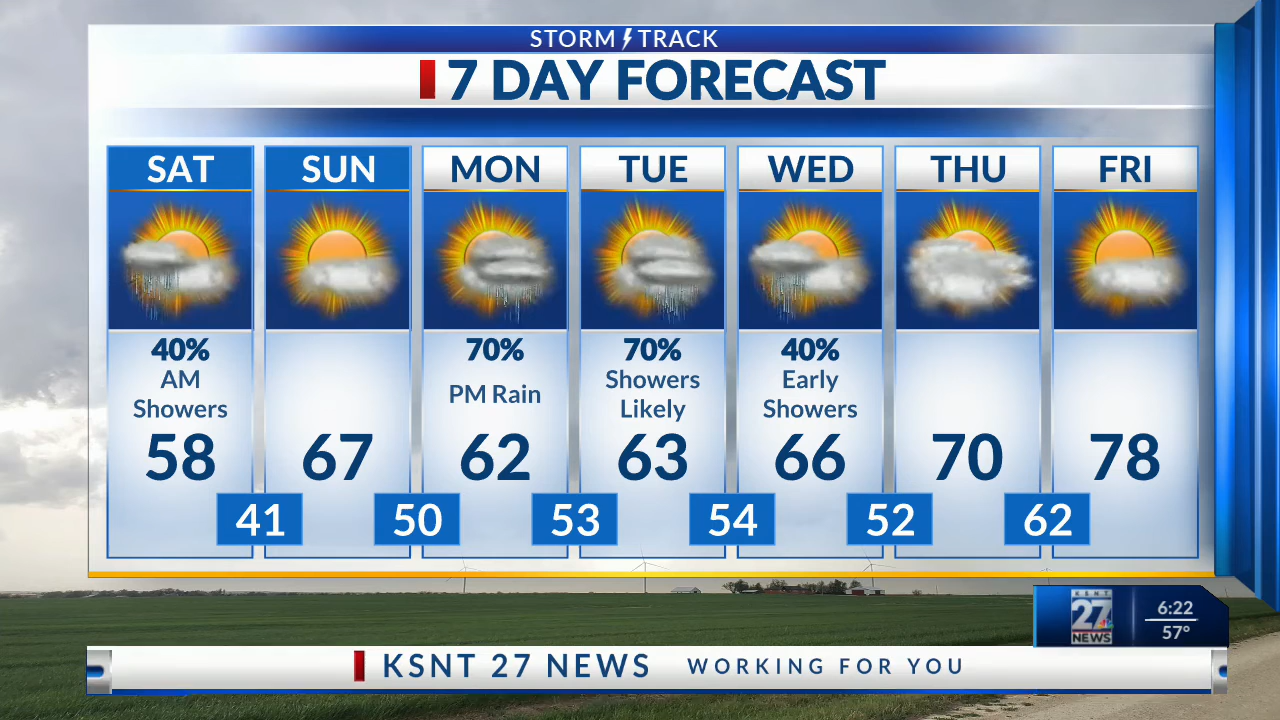 STORM TRACK
7 DAY FORECAST
SAT SUN MON TUE WED THU FRI
40% 70% 70% 40%
AM Showers
PM Rain
Showers Likely
Early Showers
58 67 62 63 66 70 78
41 50 53 54 52 62
KSNT
27
NEWS
6:22
57°
KSNT 27 NEWS WORKING FOR YOU